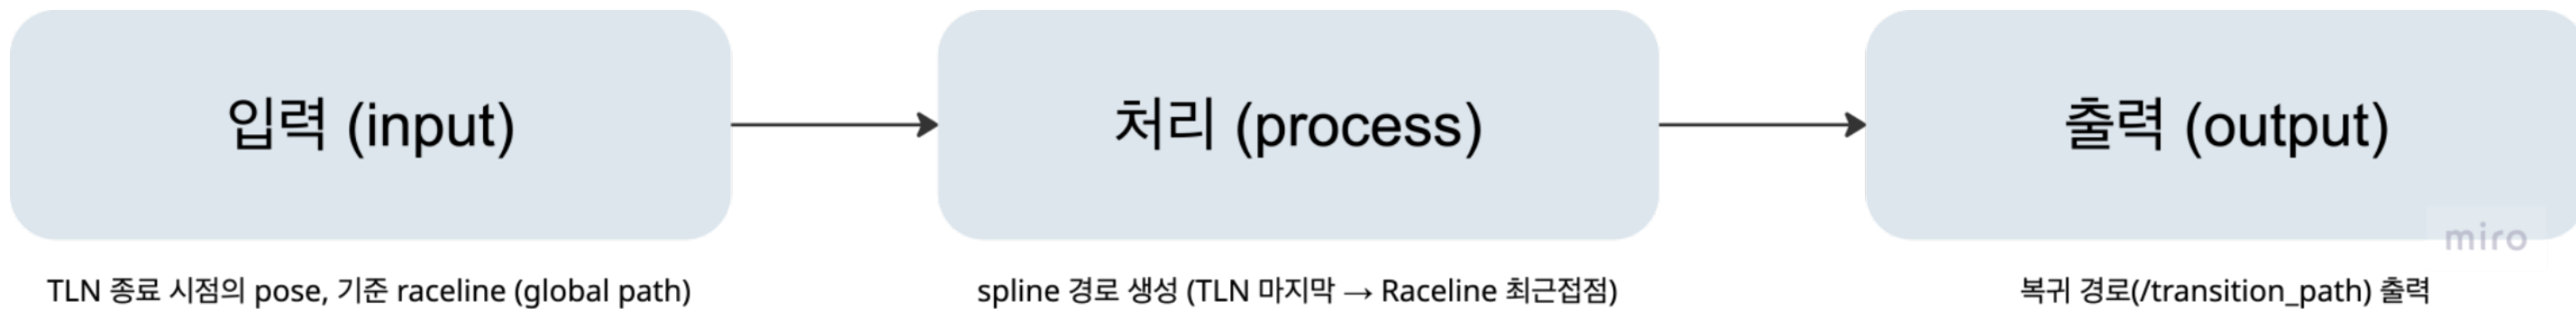 입력 (input)
처리 (process)
출력 (output)
miro
TLN 종료 시점의 pose, 기준 raceline (global path)
spline 경로 생성 (TLN 마지막 → Raceline 최근접점)
복귀 경로(/transition_path) 출력